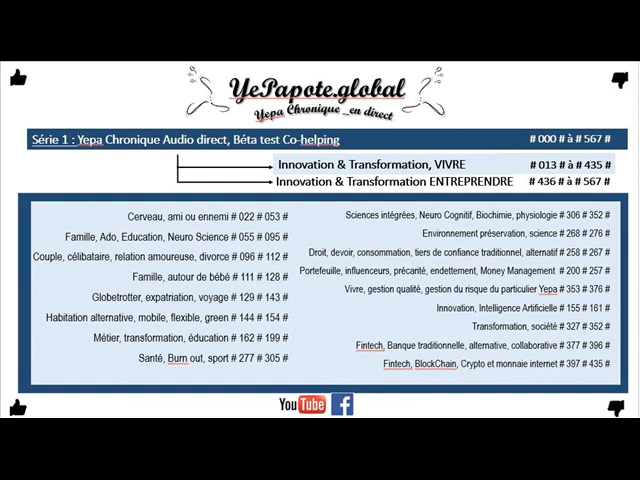 YePapote.global
Yepa Chronique _en direct
Série 1 : Yepa Chronique Audio direct, Béta test Co-helping # 000 # à # 567 #
Innovation & Transformation, VIVRE # 013 # à # 435 #
Innovation & Transformation ENTREPRENDRE # 436 # à # 567 #
Cerveau, ami ou ennemi # 022 # 053 #
Famille, Ado, Education, Neuro Science # 055 # 095 #
Couple, célibataire, relation amoureuse, divorce # 096 # 112 #
Famille, autour de bébé # 111 # 128 #
Globetrotter, expatriation, voyage # 129 # 143 #
Habitation alternative, mobile, flexible, green # 144 # 154 #
Métier, transformation, éducation # 162 # 199 #
Santé, Burn out, sport # 277 # 305 #
Sciences intégrées, Neuro Cognitif, Biochimie, physiologie # 306 # 352 #
Environnement préservation, science # 268 # 276 #
Droit, devoir, consommation, tiers de confiance traditionnel, alternatif # 258 # 267 #
Portefeuille, influenceurs, précarité, endettement, Money Management # 200 # 257 #
Vivre, gestion qualité, gestion du risque du particulier Yepa # 353 # 376 #
Innovation, Intelligence Artificielle # 155 # 161 #
Transformation, société # 327 # 352 #
Fintech, Banque traditionnelle, alternative, collaborative # 377 # 396 #
Fintech, BlockChain, Crypto et monnaie internet # 397 # 435 #
YouTube f